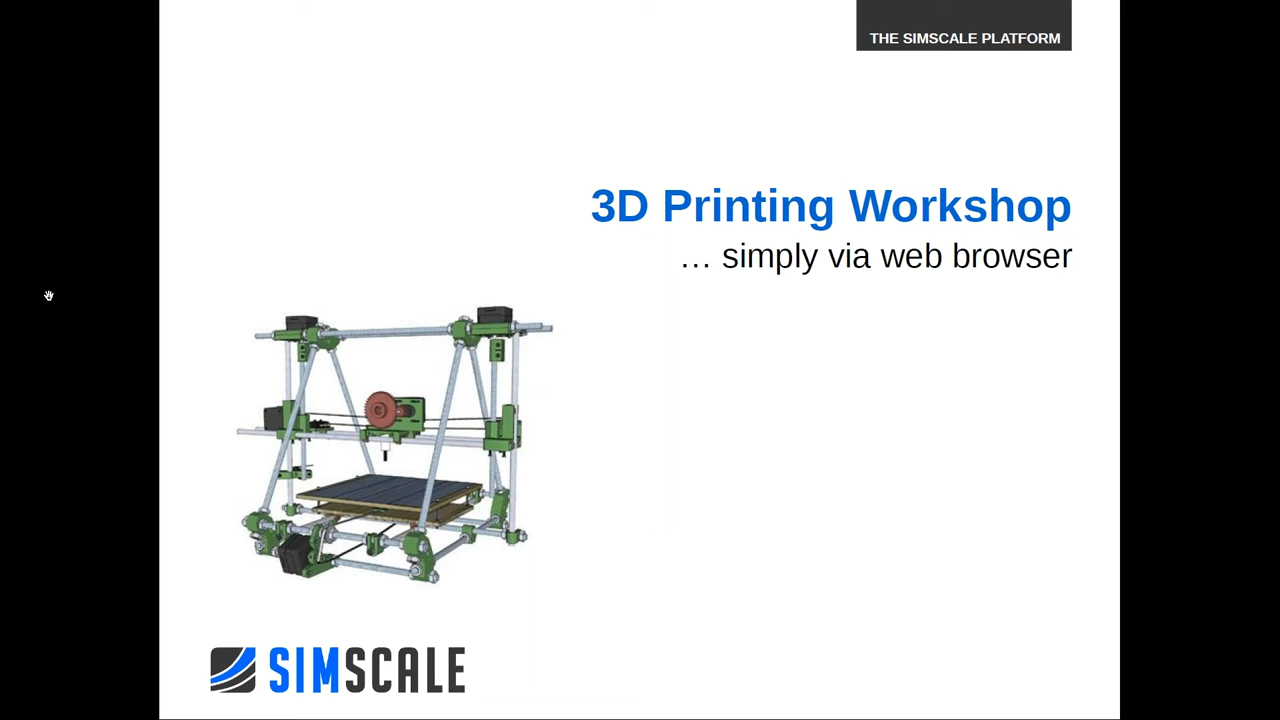 THE SIMSCALE PLATFORM
3D Printing Workshop
… simply via web browser
SIMSCALE